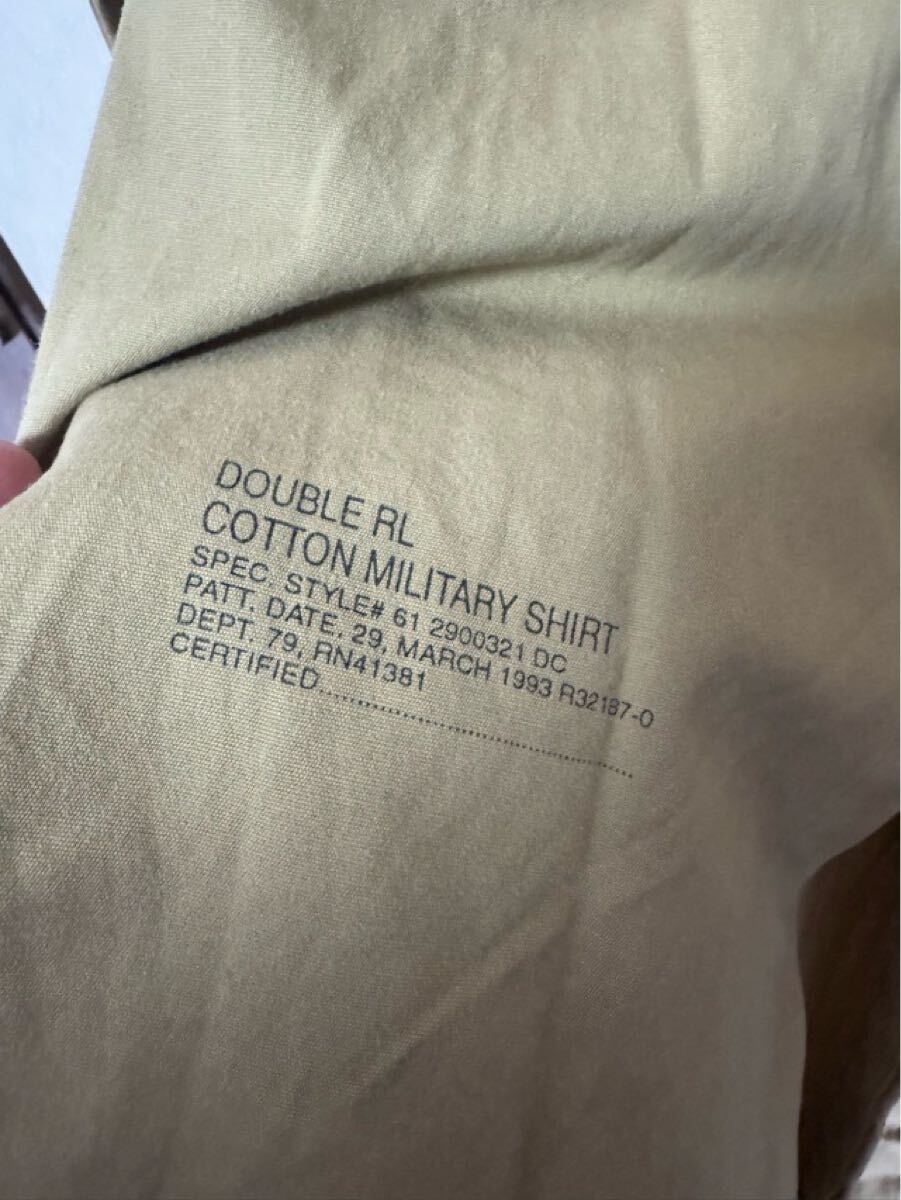 DOUBLE RL
COTTON MILITARY SHIRT
SPEC. STYLE# 61 2900321 DC
PATT. DATE, 29, MARCH 1993 R32187-0
DEPT. 79, RN41381
CERTIFIED........................................